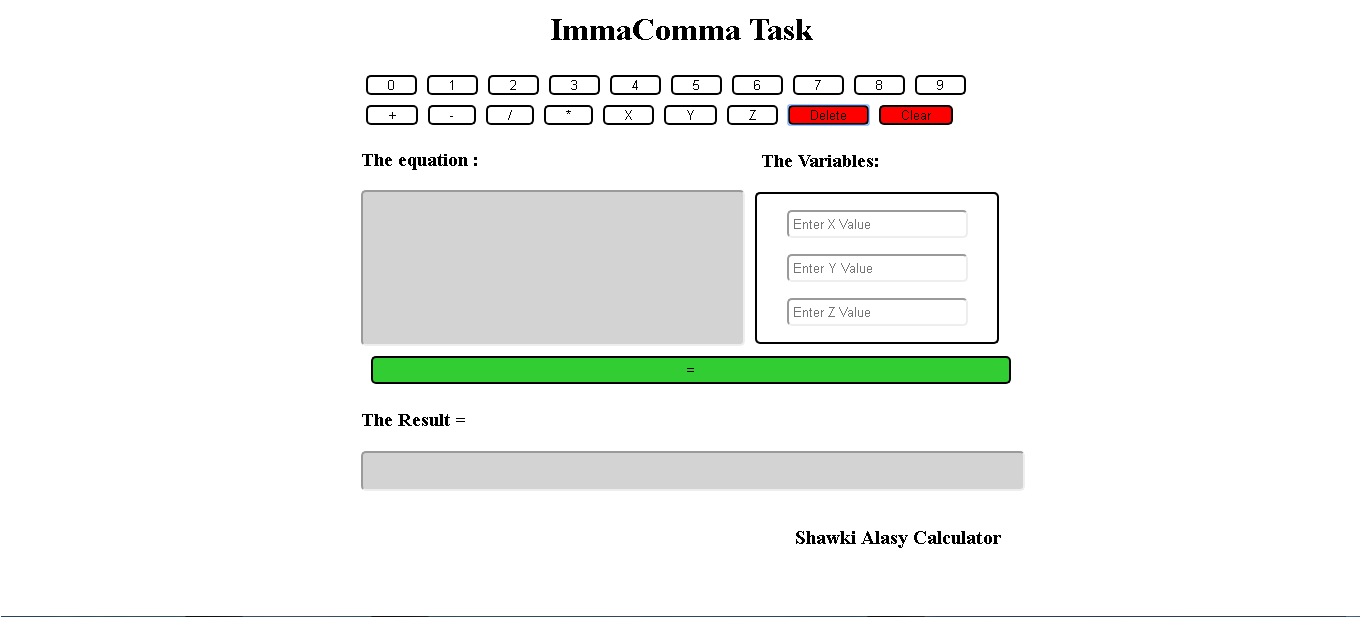 ImmaComma Task
0 1 2 3 4 5 6 7 8 9
+ - / * X Y Z Delete Clear
The equation : The Variables:
Enter X Value
Enter Y Value
Enter Z Value
=
The Result =
Shawki Alasy Calculator